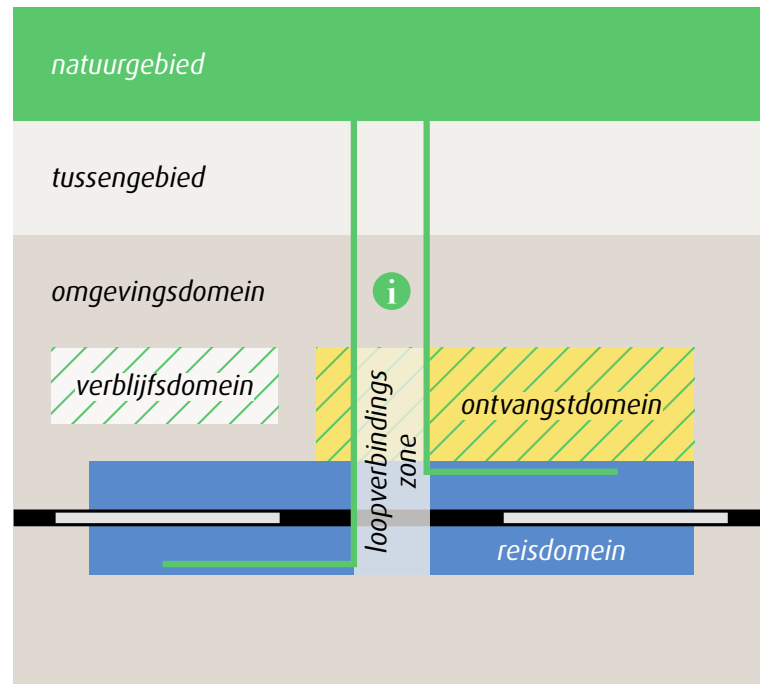 natuurgebied
tussengebied
omgevingsdomein
i
verblijfsdomein
loopverbindings
zone
ontvangstdomein
reisdomein